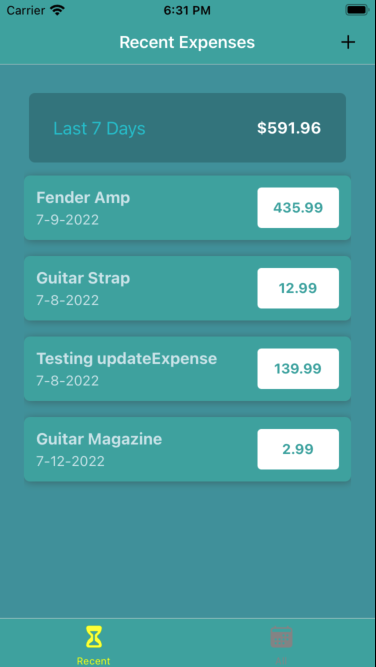 Carrier 6:31 PM
Recent Expenses +
Last 7 Days $591.96
Fender Amp
7-9-2022
435.99
Guitar Strap
7-8-2022
12.99
Testing updateExpense
7-8-2022
139.99
Guitar Magazine
7-12-2022
2.99
Recent